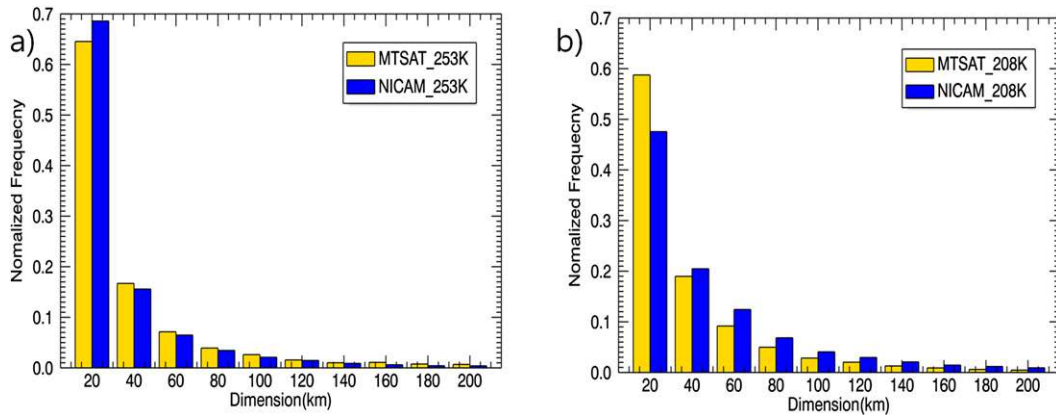 a)
Nomalized Frequecny
0.7
0.6
0.5
0.4
0.3
0.2
0.1
0.0
MTSAT_253K
NICAM_253K
20 40 60 80 100 120 140 160 180 200
Dimension(km)
b)
Nomalized Frequecny
0.7
0.6
0.5
0.4
0.3
0.2
0.1
0.0
MTSAT_208K
NICAM_208K
20 40 60 80 100 120 140 160 180 200
Dimension(km)